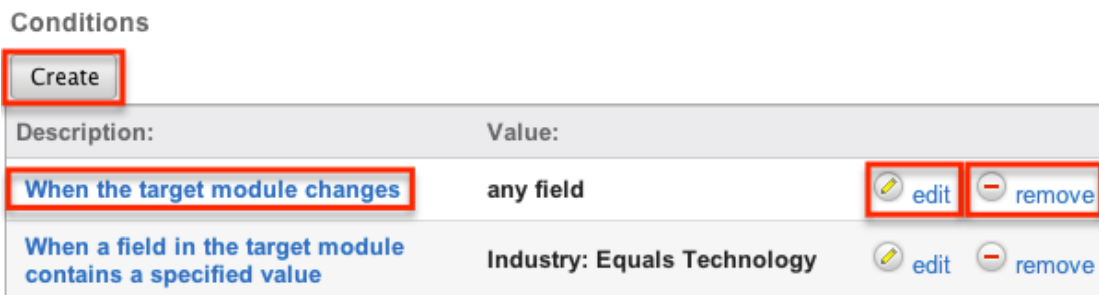 Conditions
Create
Description: Value:
When the target module changes any field edit remove
When a field in the target module
contains a specified value Industry: Equals Technology edit remove